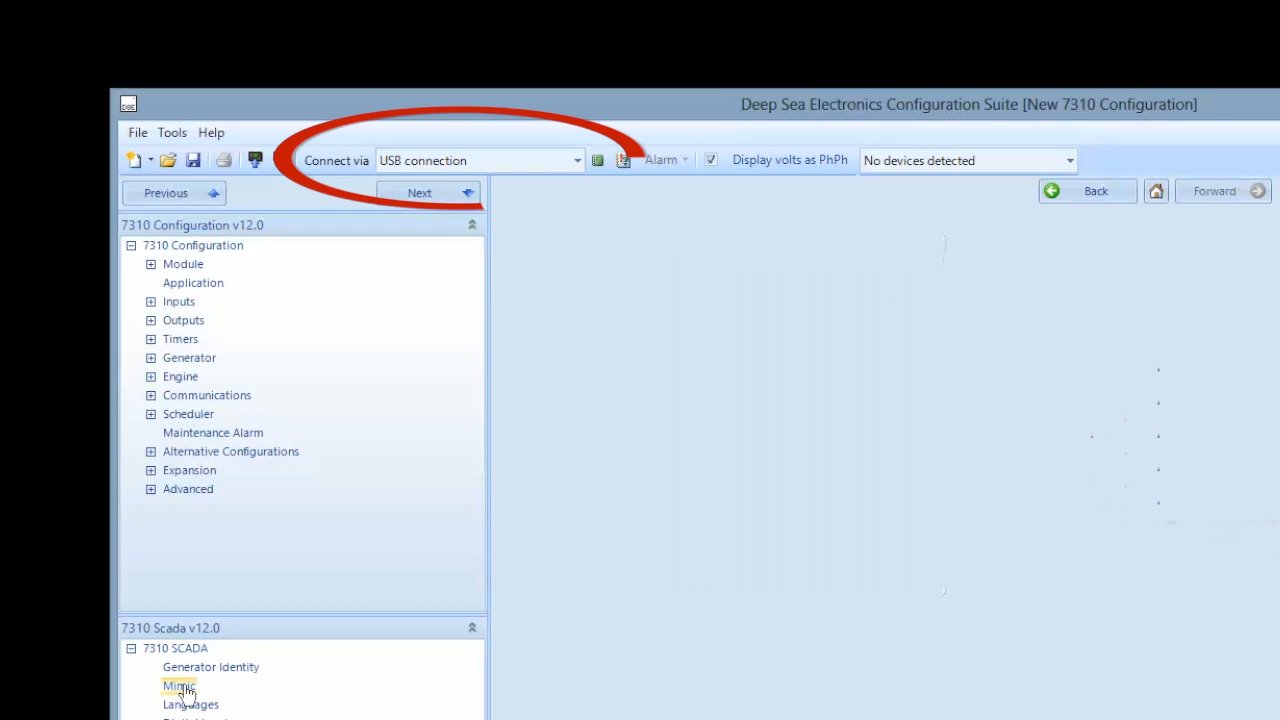 DSE
Deep Sea Electronics Configuration Suite [New 7310 Configuration]
File Tools Help
Connect via USB connection Alarm Display volts as PhPh No devices detected
Previous Next Back Forward
7310 Configuration v12.0
7310 Configuration
Module
Application
Inputs
Outputs
Timers
Generator
Engine
Communications
Scheduler
Maintenance Alarm
Alternative Configurations
Expansion
Advanced
7310 Scada v12.0
7310 SCADA
Generator Identity
Mimic
Languages